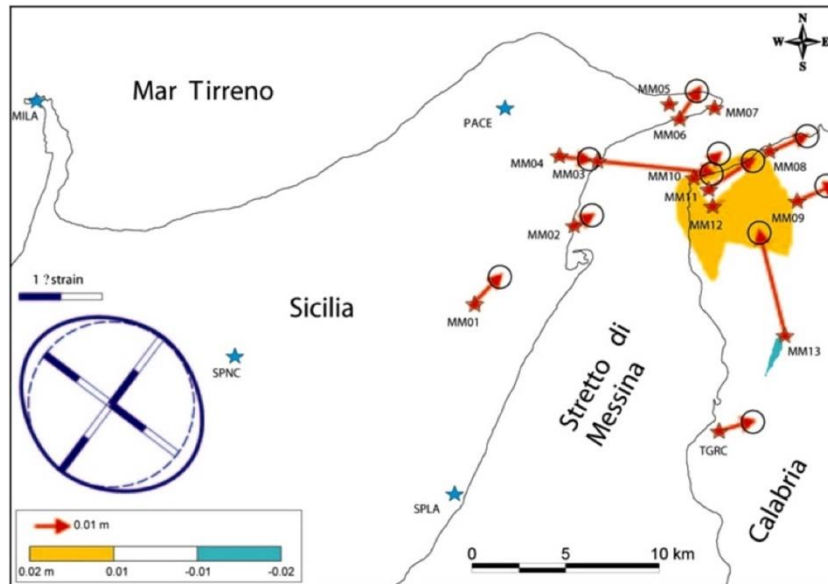 N
W E
S
Mar Tirreno
MILA
PACE
MM05
MM07
MM06
MM04
MM03
MM10
MM08
MM11
MM12
MM09
MM02
1 ?strain
Sicilia
MM01
Stretto di
Messina
MM13
SPNC
TGRC
Calabria
SPLA
0.01 m
0.02 m 0.01 -0.01 -0.02
0 5 10 km